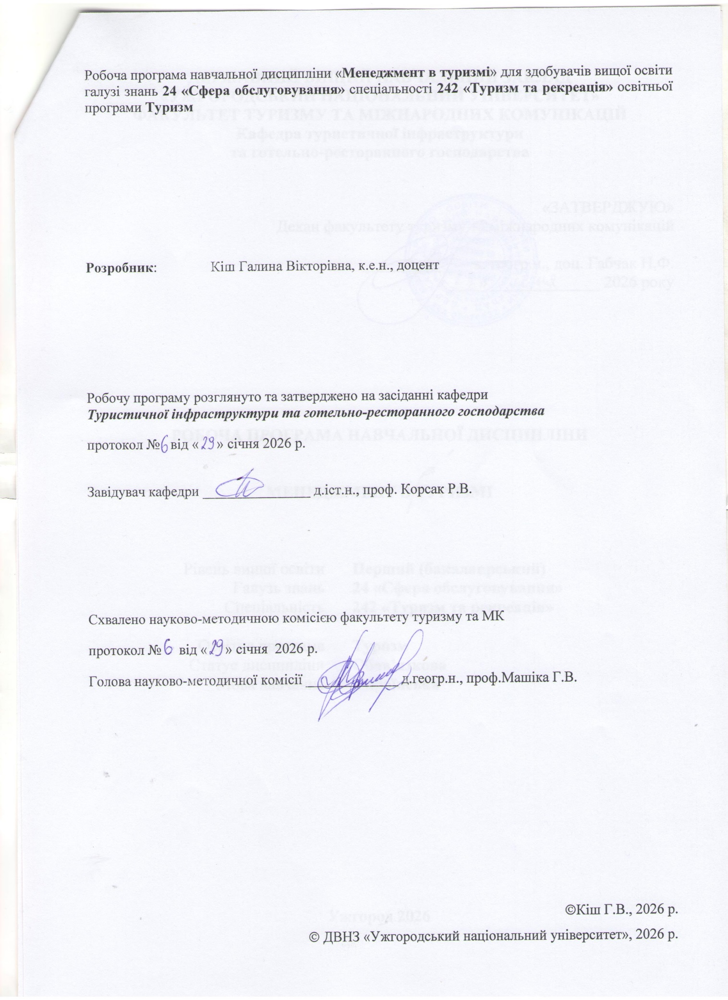 Робоча програма навчальної дисципліни «Менеджмент в туризмі» для здобувачів вищої освіти
галузі знань 24 «Сфера обслуговування» спеціальності 242 «Туризм та рекреація» освітньої
програми Туризм
Розробник: Кіш Галина Вікторівна, к.е.н., доцент
Робочу програму розглянуто та затверджено на засіданні кафедри
Туристичної інфраструктури та готельно-ресторанного господарства
протокол №6 від «29» січня 2026 р.
Завідувач кафедри ________________ д.іст.н., проф. Корсак Р.В.
Схвалено науково-методичною комісією факультету туризму та МК
протокол №6 від «29» січня 2026 р.
Голова науково-методичної комісії ______________ д.геогр.н., проф.Машіка Г.В.
©Кіш Г.В., 2026 р.
© ДВНЗ «Ужгородський національний університет», 2026 р.